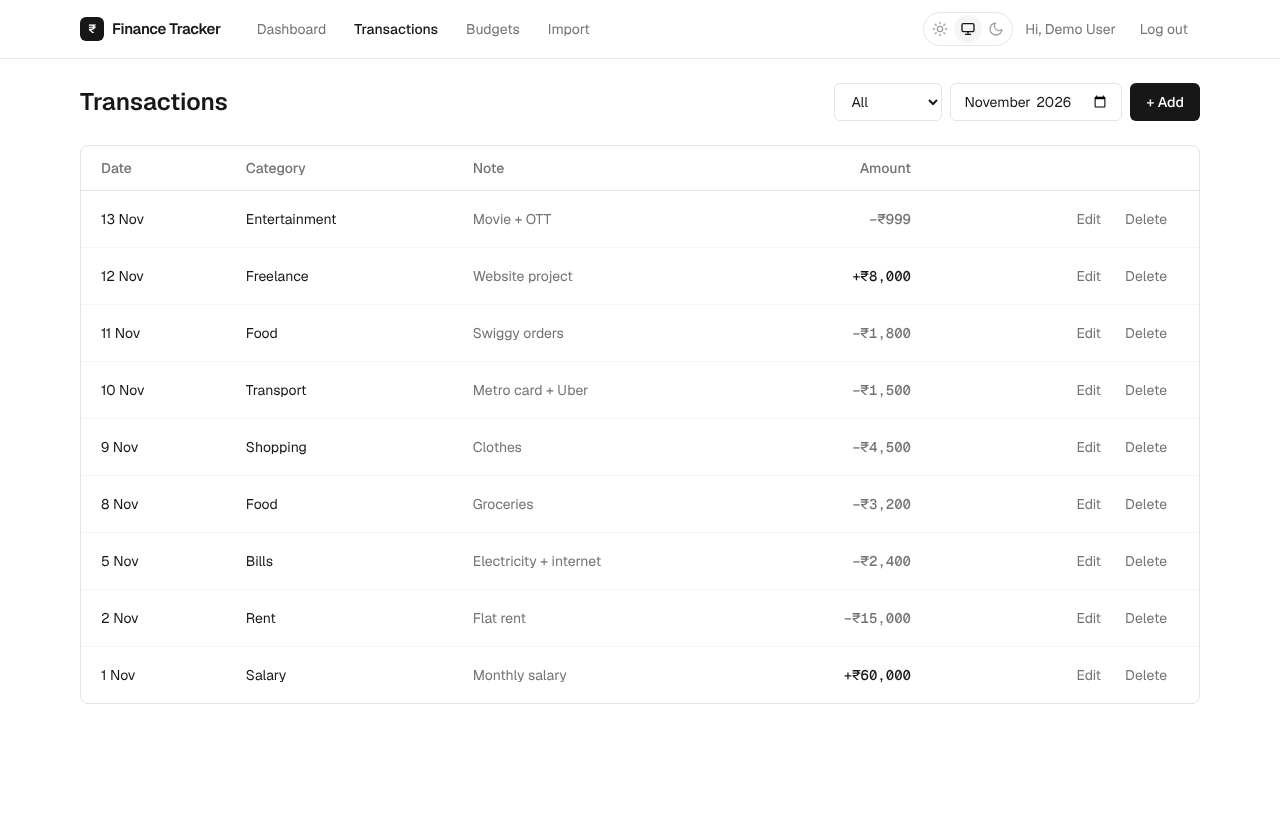 ₹ Finance Tracker Dashboard Transactions Budgets Import Hi, Demo User Log out
Transactions All November 2026 + Add
Date Category Note Amount
13 Nov Entertainment Movie + OTT −₹999 Edit Delete
12 Nov Freelance Website project +₹8,000 Edit Delete
11 Nov Food Swiggy orders −₹1,800 Edit Delete
10 Nov Transport Metro card + Uber −₹1,500 Edit Delete
9 Nov Shopping Clothes −₹4,500 Edit Delete
8 Nov Food Groceries −₹3,200 Edit Delete
5 Nov Bills Electricity + internet −₹2,400 Edit Delete
2 Nov Rent Flat rent −₹15,000 Edit Delete
1 Nov Salary Monthly salary +₹60,000 Edit Delete